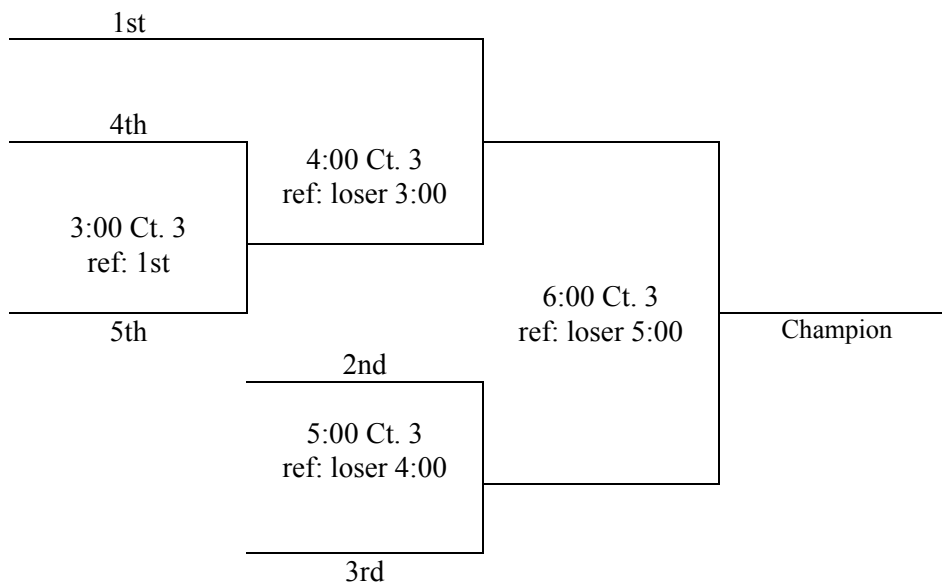 1st
4th
4:00 Ct. 3
ref: loser 3:00
3:00 Ct. 3
ref: 1st
5th
6:00 Ct. 3
ref: loser 5:00
Champion
2nd
5:00 Ct. 3
ref: loser 4:00
3rd